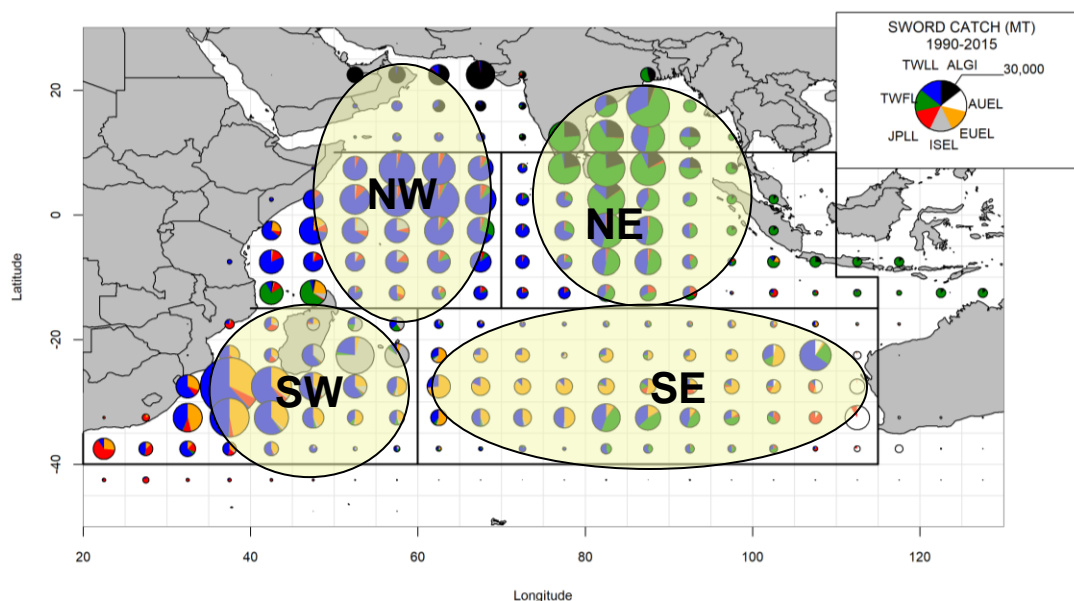 SWORD CATCH (MT)
1990-2015
TWLL ALGI
30,000
TWFL
AUEL
JPLL
EUEL
ISEL
20
0
20
40
Latitude
NW
NE
SW
SE
20
40
60
80
100
120
Longitude